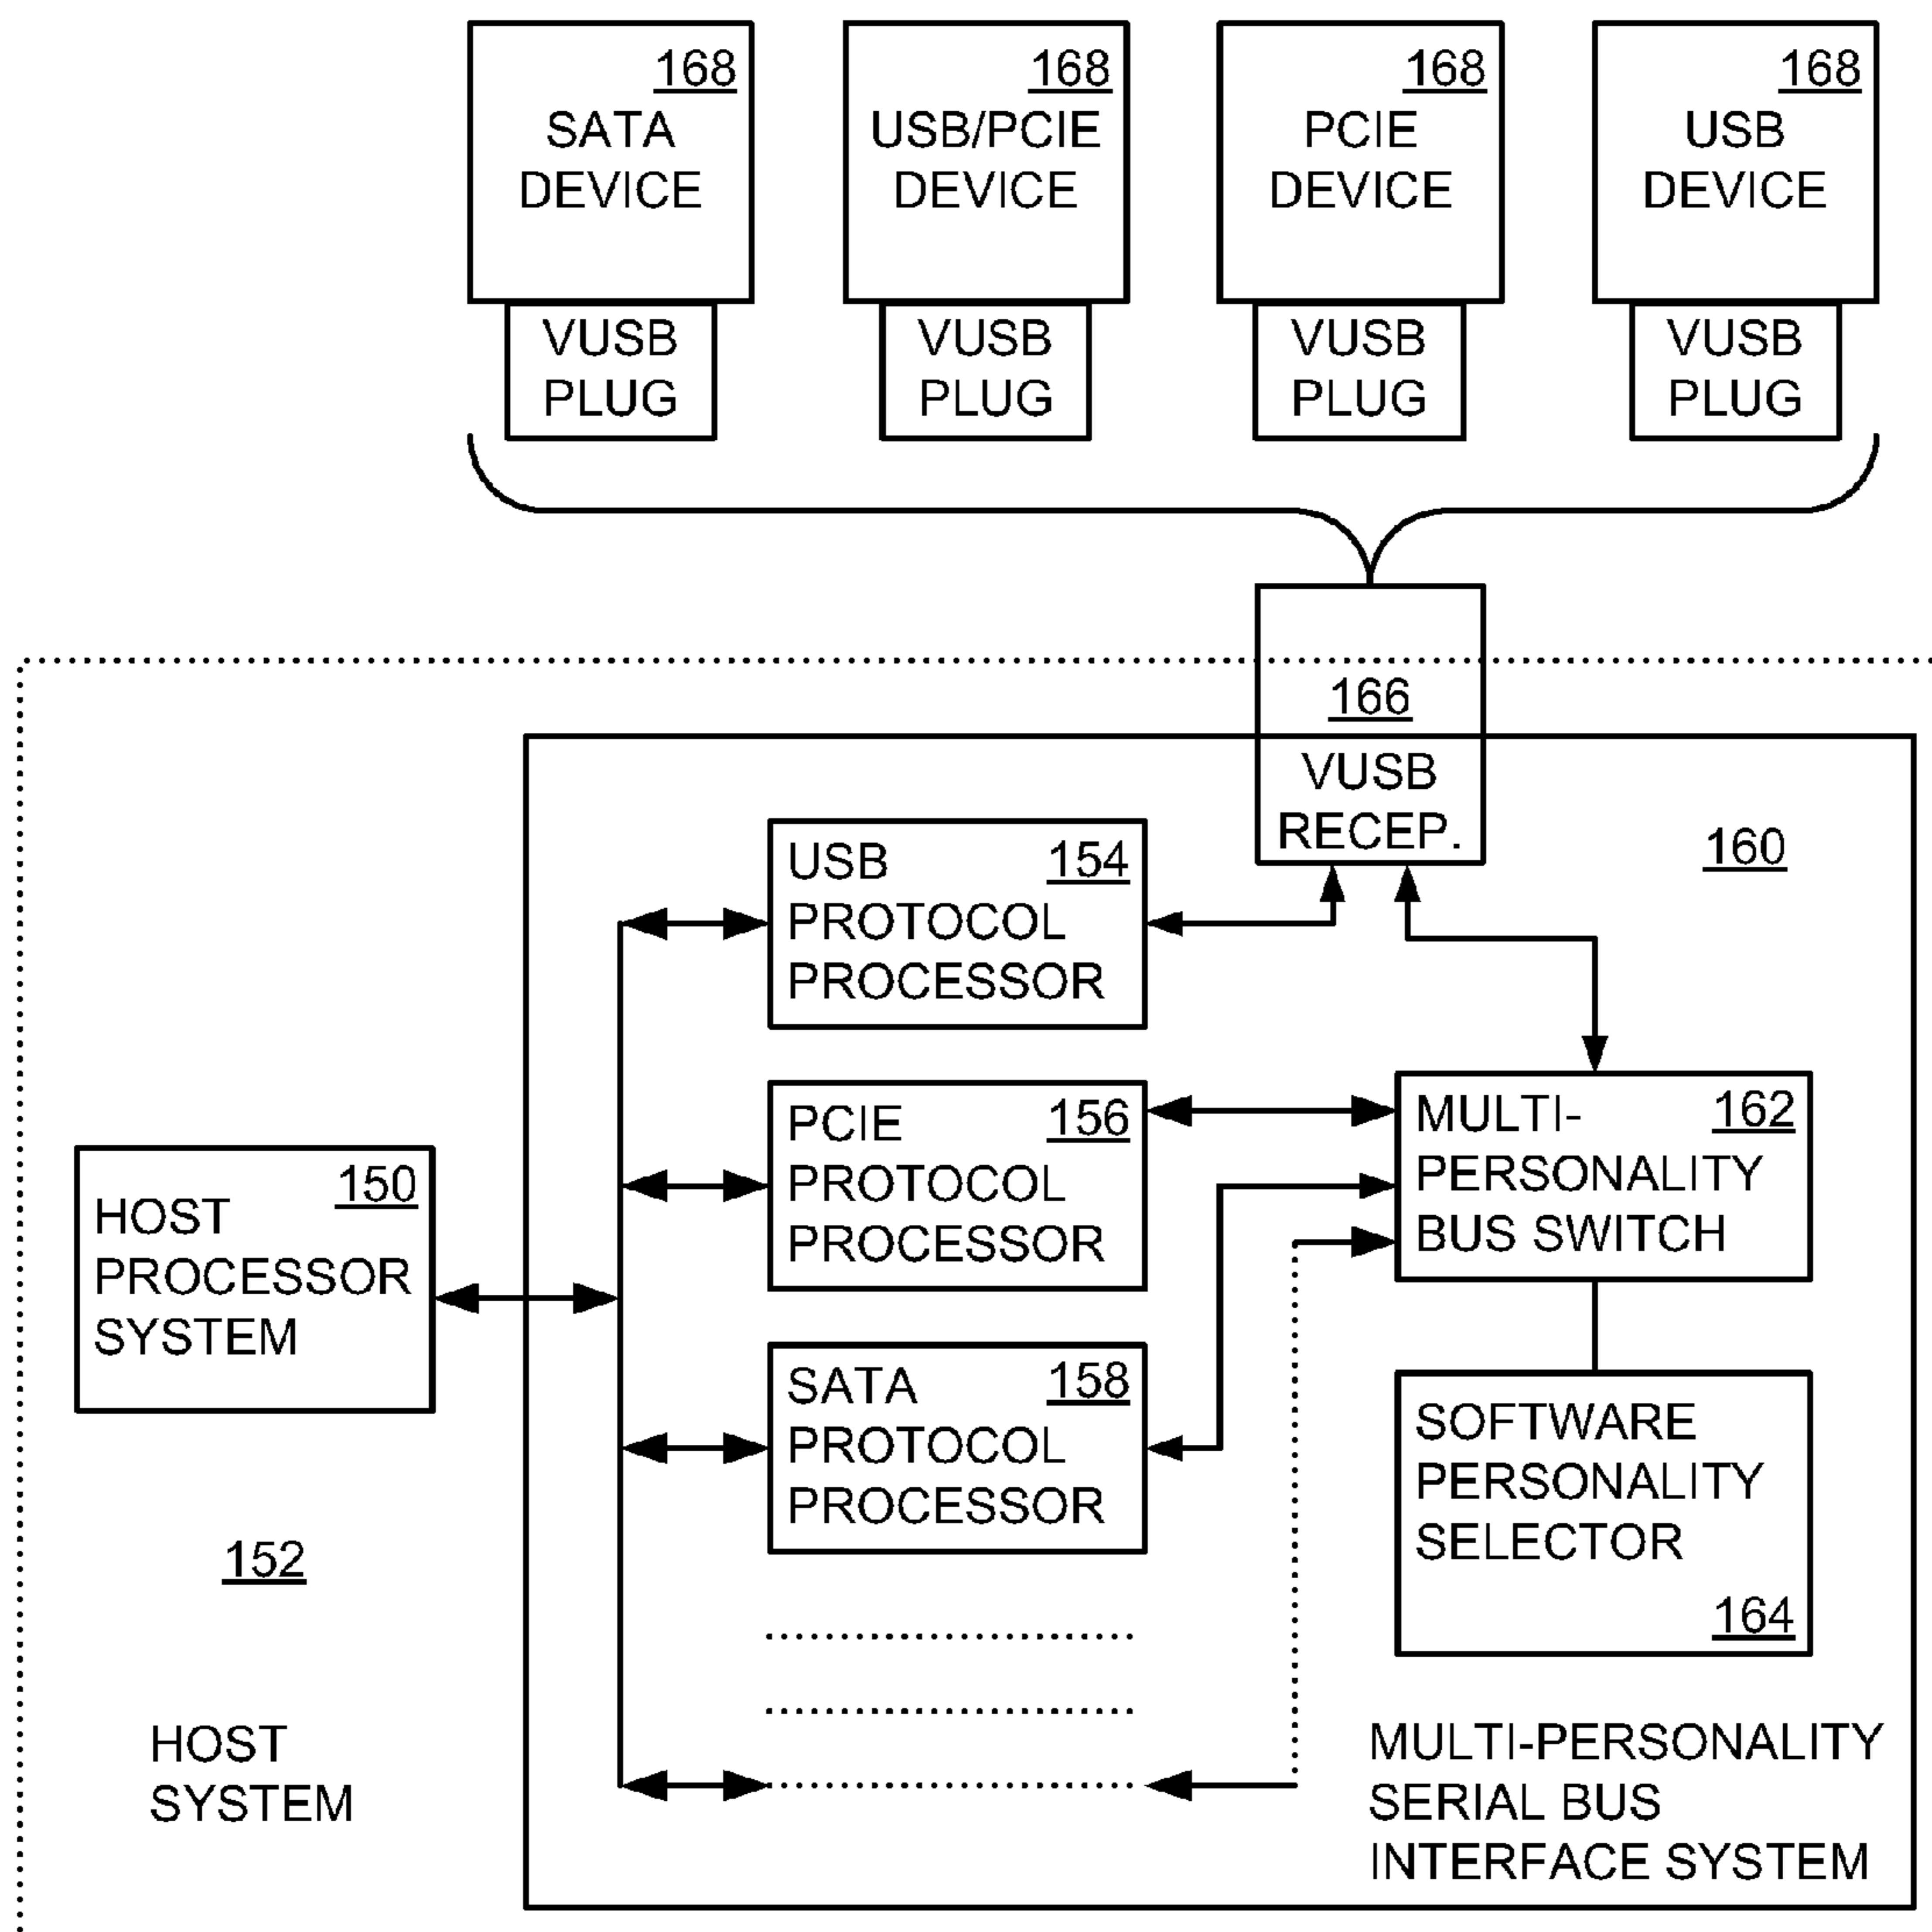 168
SATA
DEVICE
VUSB
PLUG
168
USB/PCIE
DEVICE
VUSB
PLUG
168
PCIE
DEVICE
VUSB
PLUG
168
USB
DEVICE
VUSB
PLUG
166
VUSB
RECEP.
160
USB 154
PROTOCOL
PROCESSOR
PCIE 156
PROTOCOL
PROCESSOR
MULTI- 162
PERSONALITY
BUS SWITCH
150
HOST
PROCESSOR
SYSTEM
SATA 158
PROTOCOL
PROCESSOR
SOFTWARE
PERSONALITY
SELECTOR
164
152
HOST
SYSTEM
MULTI-PERSONALITY
SERIAL BUS
INTERFACE SYSTEM